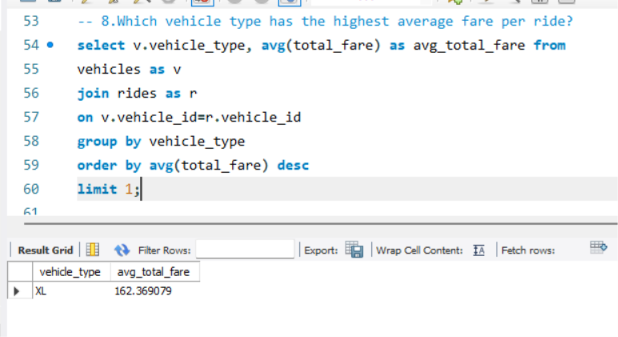 53 -- 8.Which vehicle type has the highest average fare per ride?
54 select v.vehicle_type, avg(total_fare) as avg_total_fare from
55 vehicles as v
56 join rides as r
57 on v.vehicle_id=r.vehicle_id
58 group by vehicle_type
59 order by avg(total_fare) desc
60 limit 1;
61
Result Grid Filter Rows: Export: Wrap Cell Content: IA Fetch rows:
vehicle_type avg_total_fare
XL 162.369079